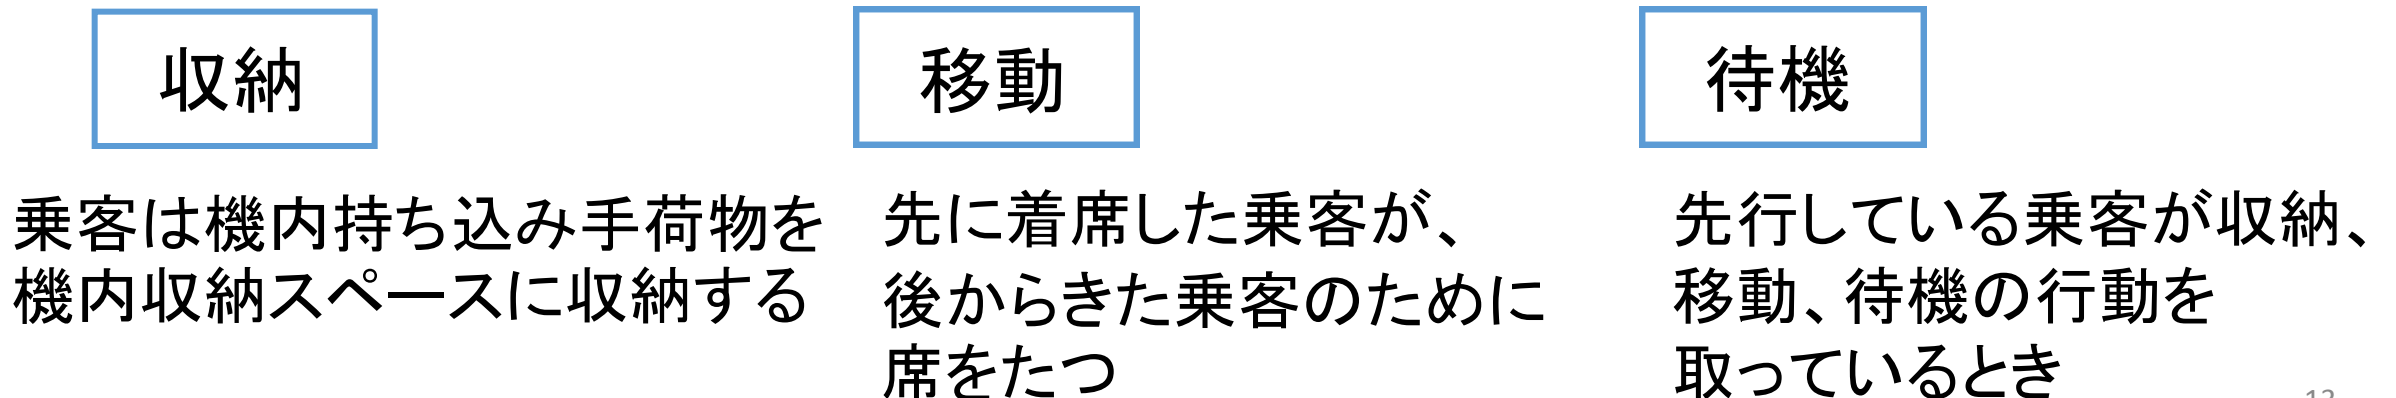 収納
乗客は機内持ち込み手荷物を
機内収納スペースに収納する
移動
先に着席した乗客が、
後からきた乗客のために
席をたつ
待機
先行している乗客が収納、
移動、待機の行動を
取っているとき
12